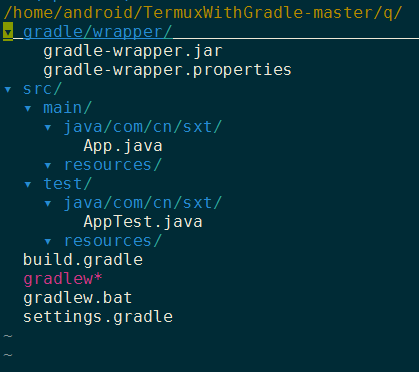 /home/android/TermuxWithGradle-master/q/
▾ gradle/wrapper/
gradle-wrapper.jar
gradle-wrapper.properties
▾ src/
▾ main/
▾ java/com/cn/sxt/
App.java
▾ resources/
▾ test/
▾ java/com/cn/sxt/
AppTest.java
▾ resources/
build.gradle
gradlew*
gradlew.bat
settings.gradle
~
~